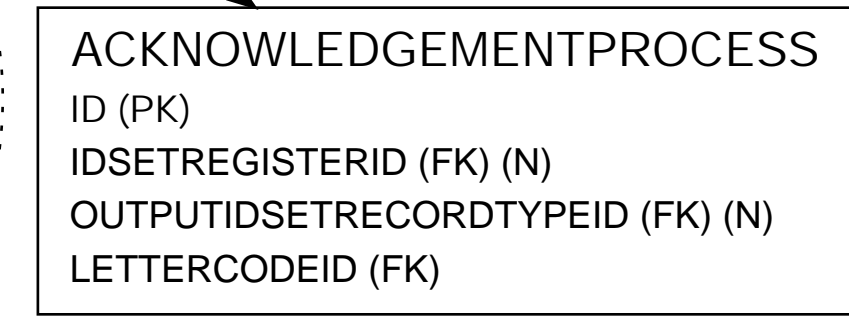 ACKNOWLEDGEMENTPROCESS
ID (PK)
IDSETREGISTERID (FK) (N)
OUTPUTIDSETRECORDTYPEID (FK) (N)
LETTERCODEID (FK)